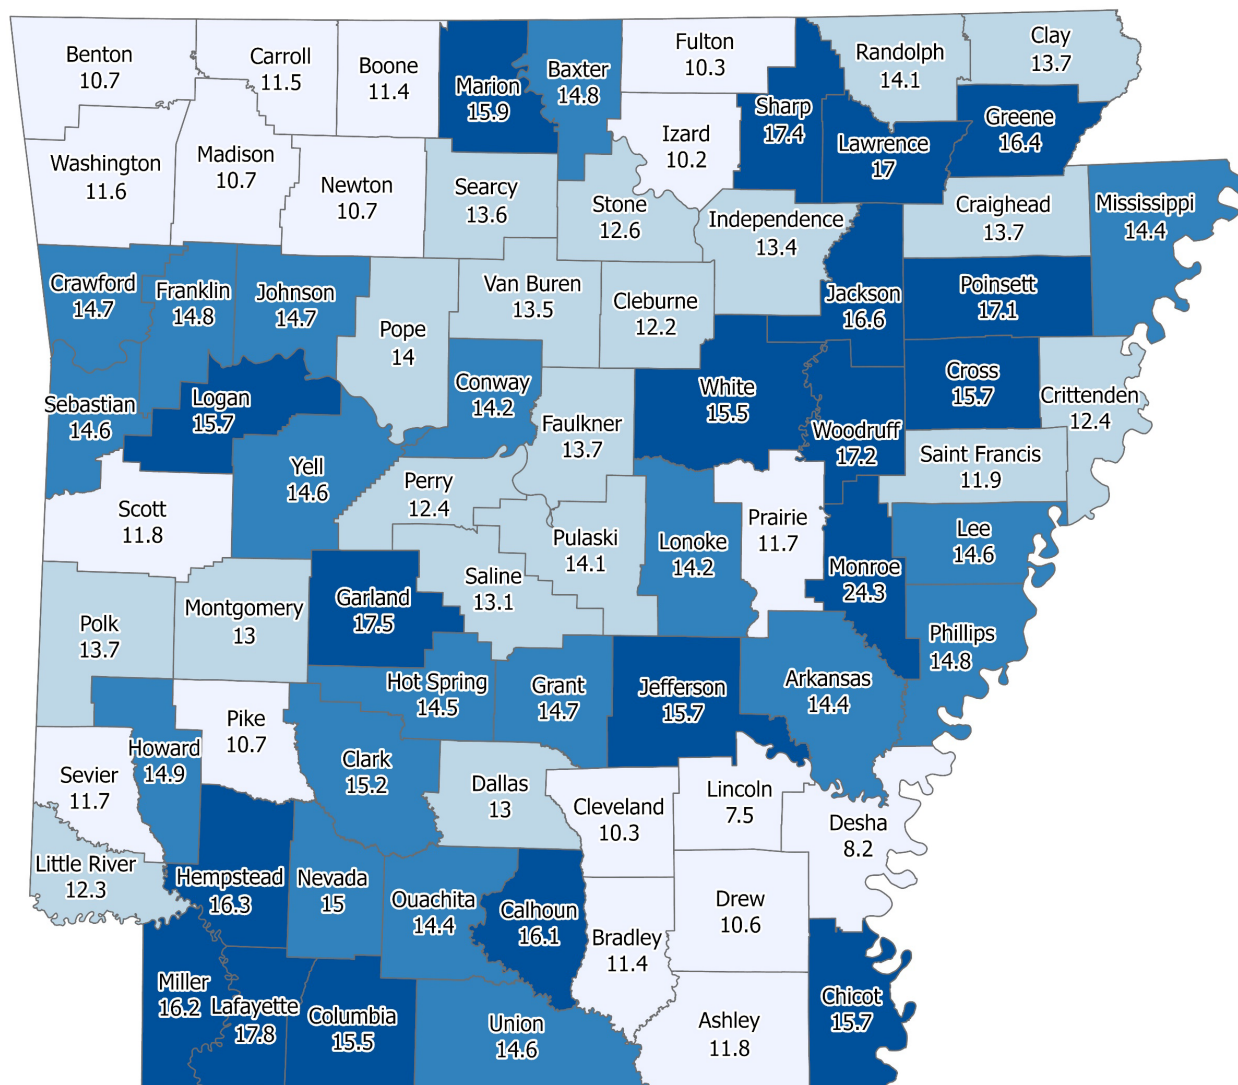 Benton
10.7
Carroll
11.5
Boone
11.4
Marion
15.9
Baxter
14.8
Fulton
10.3
Sharp
17.4
Randolph
14.1
Clay
13.7
Greene
16.4
Lawrence
17
Izard
10.2
Washington
11.6
Madison
10.7
Newton
10.7
Searcy
13.6
Stone
12.6
Independence
13.4
Craighead
13.7
Mississippi
14.4
Crawford
14.7
Franklin
14.8
Johnson
14.7
Pope
14
Van Buren
13.5
Cleburne
12.2
Jackson
16.6
Poinsett
17.1
Sebastian
14.6
Logan
15.7
Conway
14.2
Faulkner
13.7
White
15.5
Woodruff
17.2
Cross
15.7
Crittenden
12.4
Saint Francis
11.9
Yell
14.6
Perry
12.4
Scott
11.8
Pulaski
14.1
Lonoke
14.2
Prairie
11.7
Lee
14.6
Monroe
24.3
Saline
13.1
Garland
17.5
Montgomery
13
Polk
13.7
Phillips
14.8
Hot Spring
14.5
Grant
14.7
Jefferson
15.7
Arkansas
14.4
Pike
10.7
Howard
14.9
Clark
15.2
Sevier
11.7
Dallas
13
Cleveland
10.3
Lincoln
7.5
Desha
8.2
Little River
12.3
Hempstead
16.3
Nevada
15
Ouachita
14.4
Calhoun
16.1
Bradley
11.4
Drew
10.6
Miller
16.2
Lafayette
17.8
Columbia
15.5
Union
14.6
Ashley
11.8
Chicot
15.7